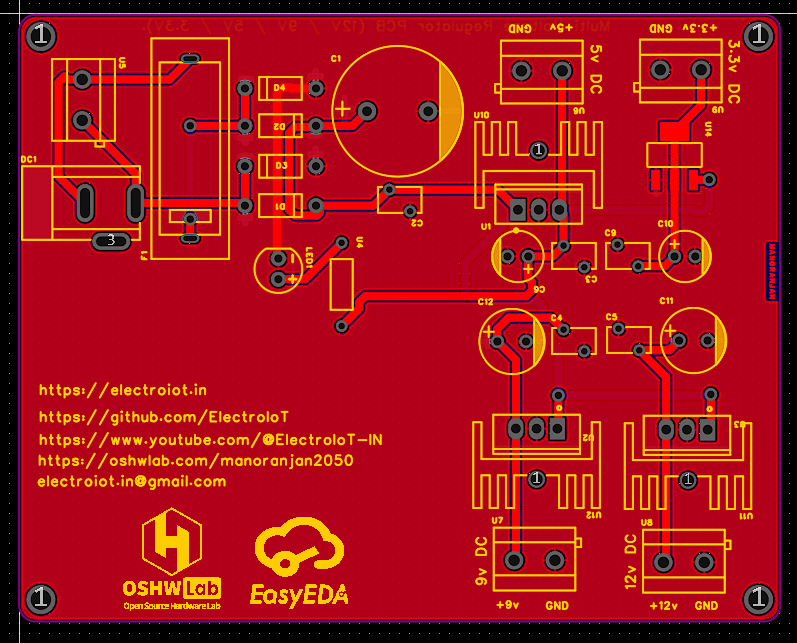 Multi Voltage Regulator PCB (12V / 9V / 5V / 3.3V).
1
GND +5v
GND +3.3v
1
U5
C1
5v DC
3.3v DC
D4
U10
U6
U9
U14
D2
1
D3
DC1
D1
C2
U1
3
F1
LED1
U4
C3
C9
C10
C6
MANORANJAN
C12
C4
C5
C11
https://electroiot.in
https://github.com/ElectroIoT
https://www.youtube.com/@ElectroIoT-IN
https://oshwlab.com/manoranjan2050
electroiot.in@gmail.com
U2
U3
1
1
U12
U11
U7
U8
9v DC
12v DC
OSHWLab
Open Source Hardware Lab
EasyEDA
+9v GND
+12v GND
1
1